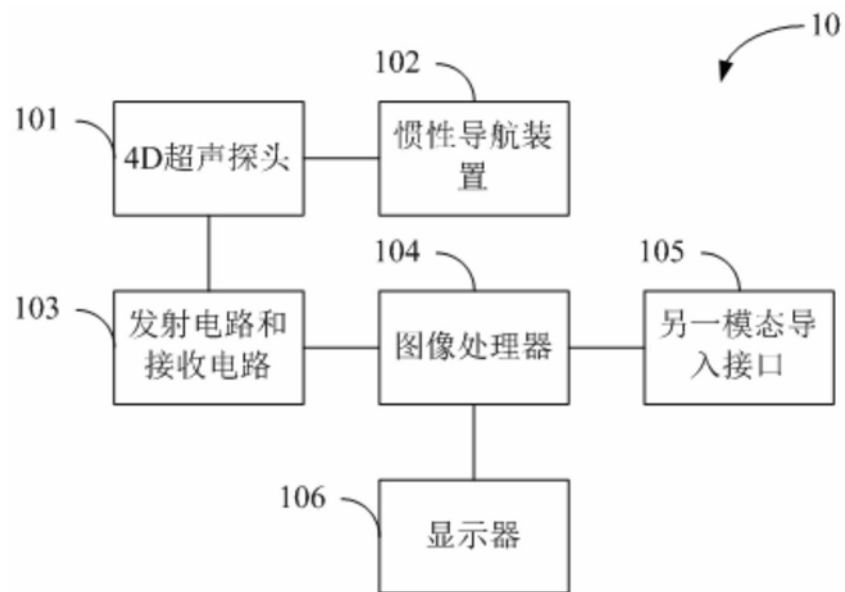 10
102
101
4D超声探头
惯性导航装
置
104
105
103
发射电路和
接收电路
图像处理器
另一模态导
入接口
106
显示器